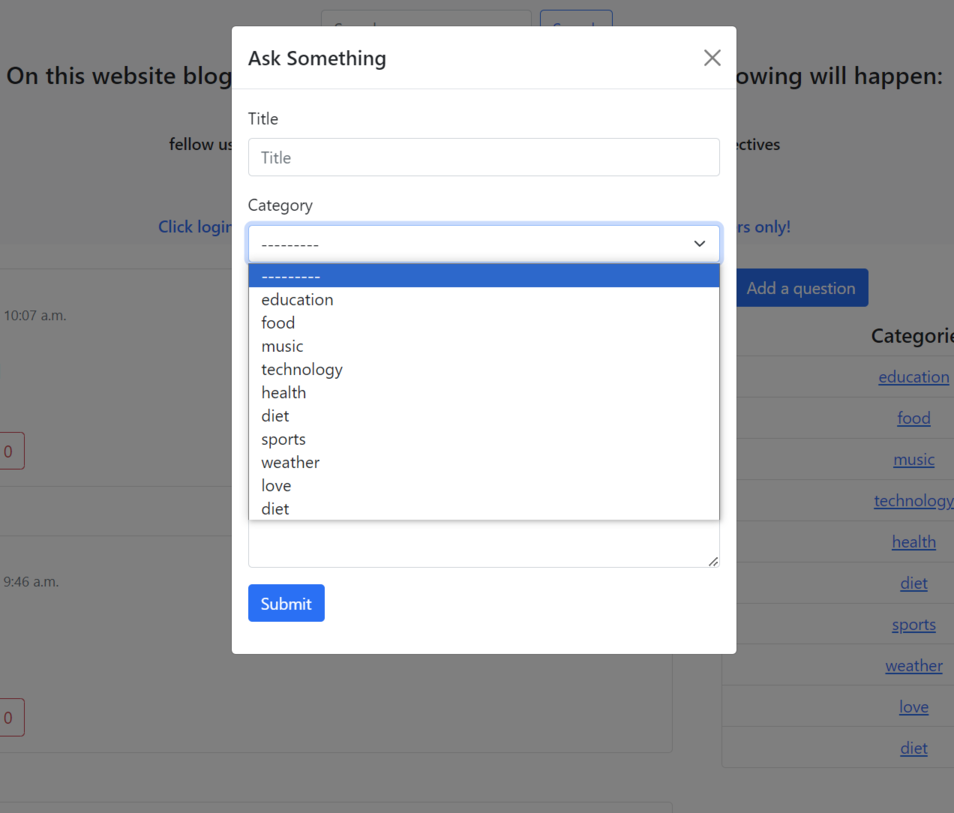 Ask Something
On this website blog
owing will happen:
Title
Title
fellow us
ectives
Category
Click login
rs only!
---------
---------
education
food
music
technology
health
diet
sports
weather
love
diet
10:07 a.m.
0
9:46 a.m.
0
Submit
Add a question
Categorie
education
food
music
technology
health
diet
sports
weather
love
diet